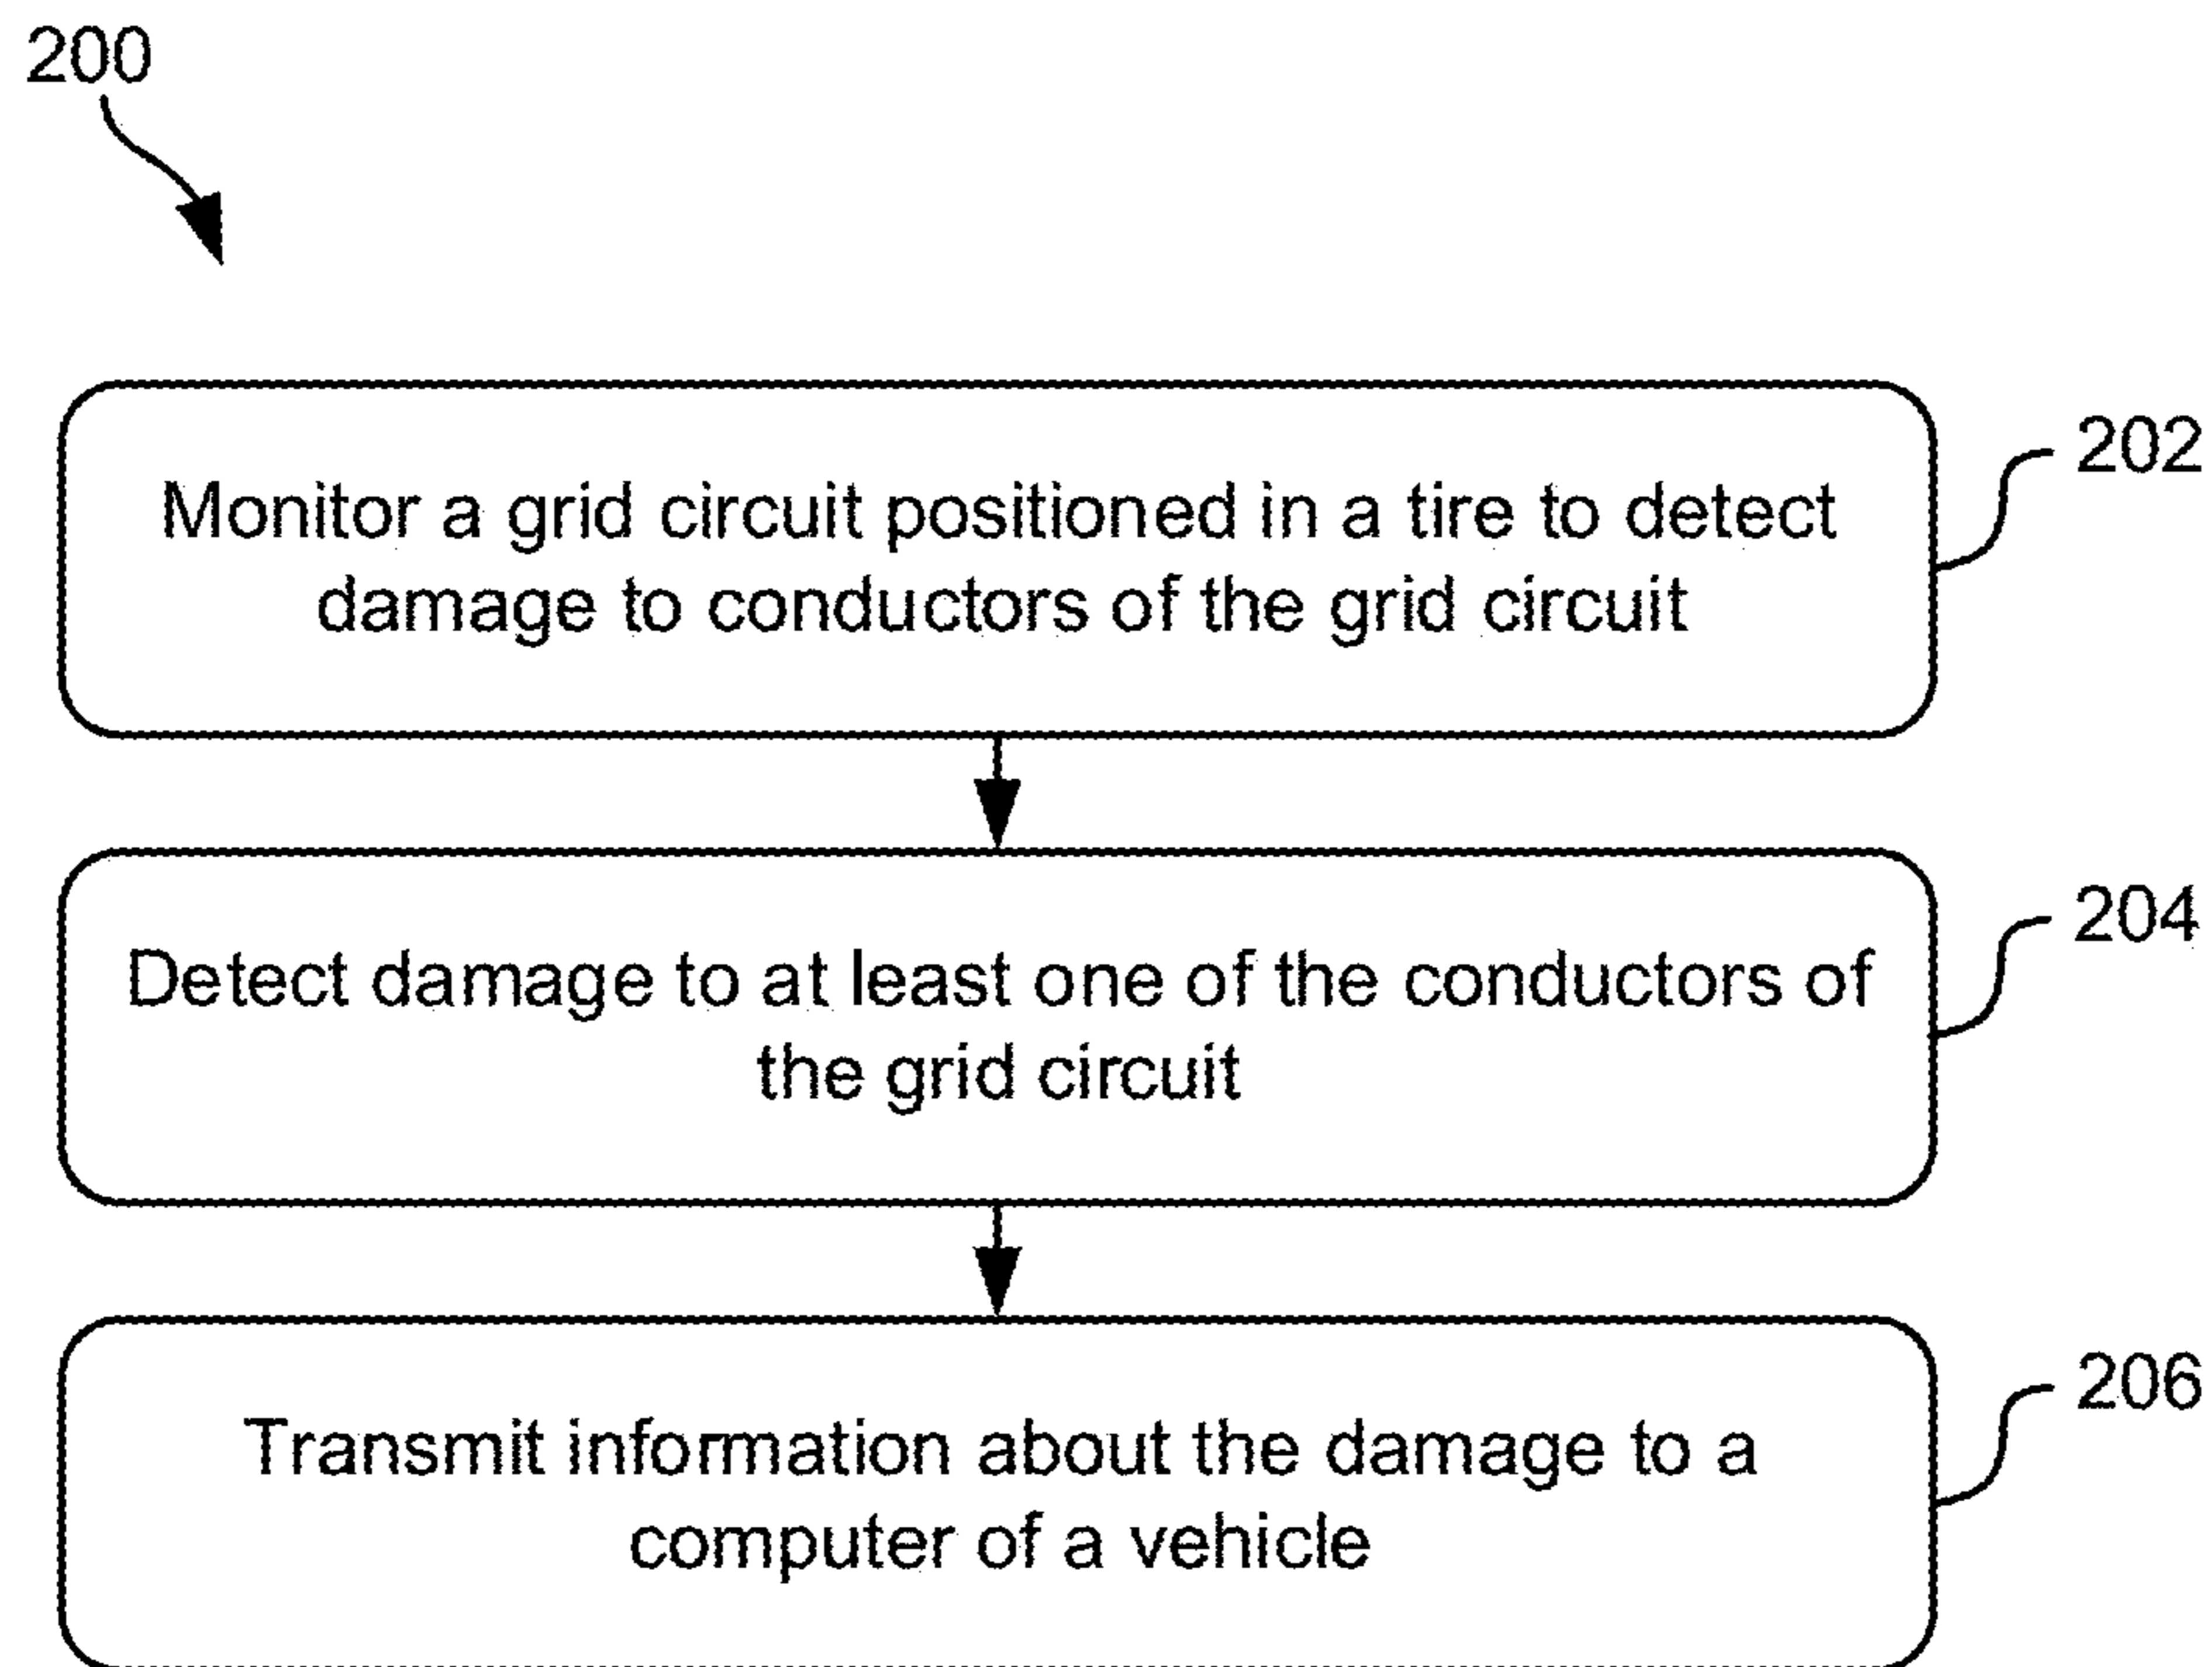 200
Monitor a grid circuit positioned in a tire to detect
damage to conductors of the grid circuit
202
Detect damage to at least one of the conductors of
the grid circuit
204
Transmit information about the damage to a
computer of a vehicle
206